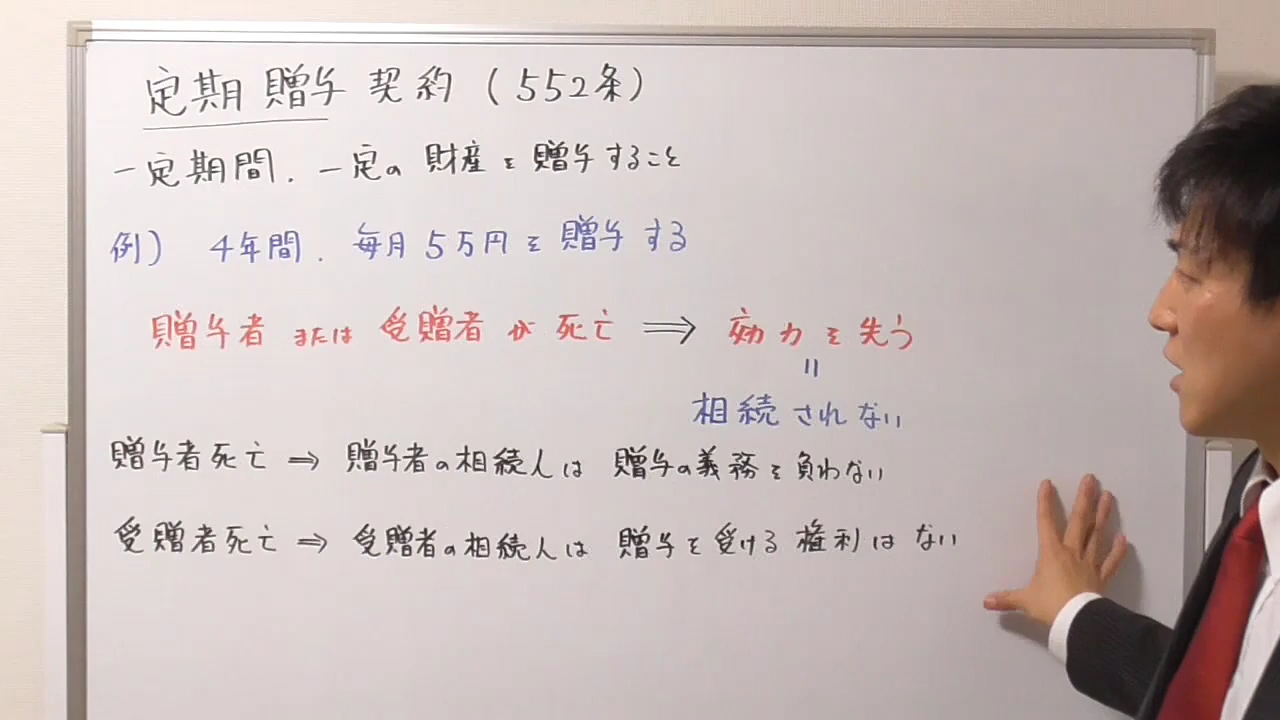 定期贈与契約（552条）
一定期間．一定の財産を贈与すること
例） 4年間．毎月5万円を贈与する
贈与者または受贈者が死亡 ⇒ 効力を失う
〃
相続されない
贈与者死亡 ⇒ 贈与者の相続人は 贈与の義務を負わない
受贈者死亡 ⇒ 受贈者の相続人は 贈与を受ける権利はない